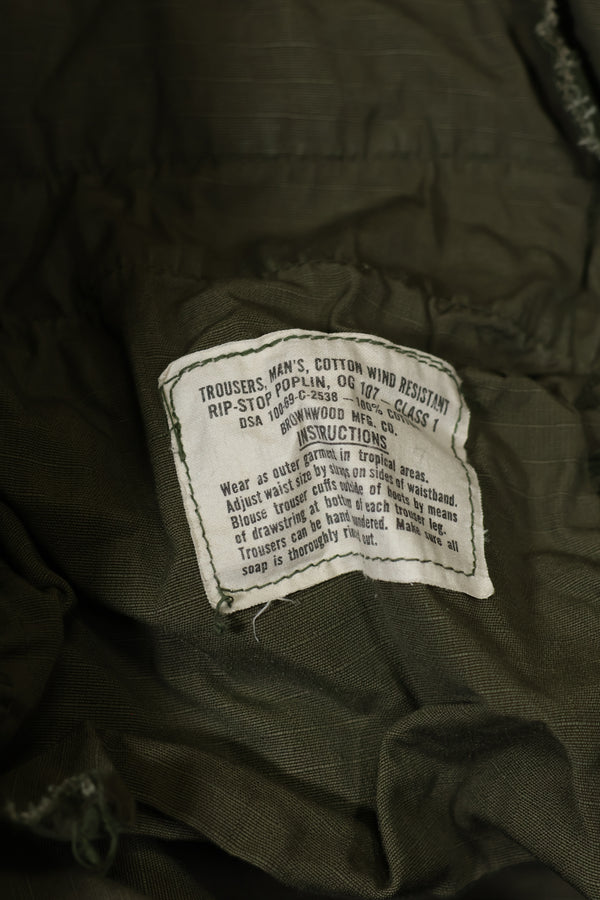 TROUSERS, MAN'S, COTTON WIND RESISTANT
RIP-STOP POPLIN, OG 107 — CLASS 1
DSA 100-69-C-2538 — 100%
BROWNWOOD MFG. CO.
INSTRUCTIONS
Wear as outer garment in tropical areas.
Adjust waist size by straps on sides of waistband.
Blouse trouser cuffs outside of boots by means
of drawstring at bottom of each trouser leg.
Trousers can be hand Make sure all
soap is thoroughly out.